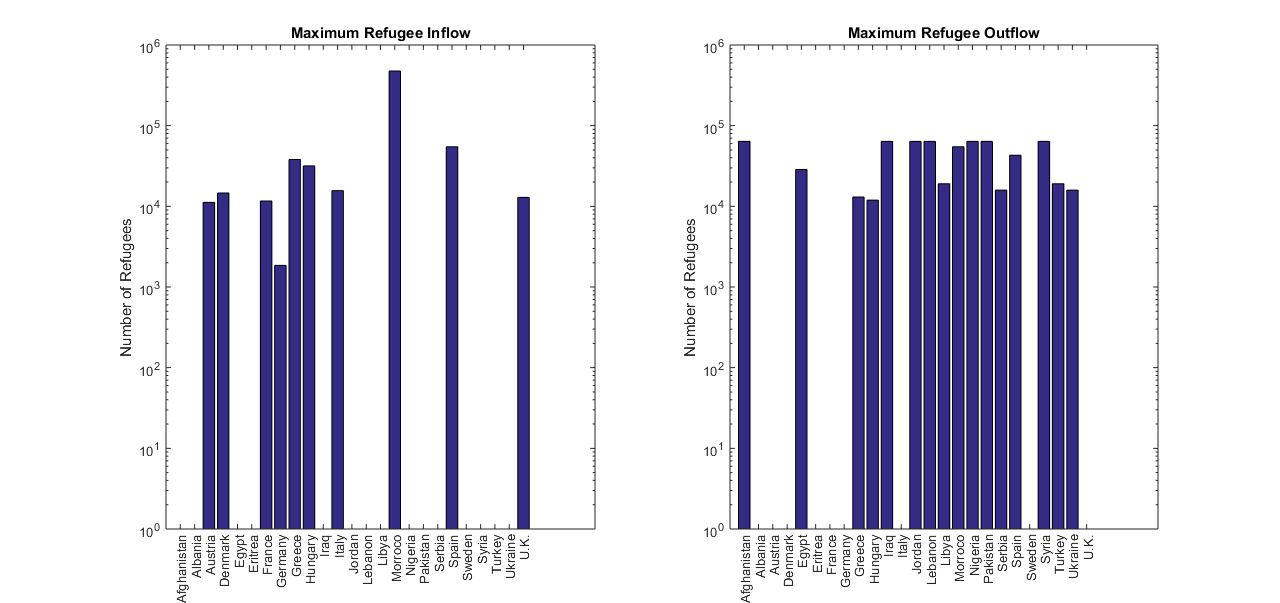 Maximum Refugee Inflow
Number of Refugees
10^6
10^5
10^4
10^3
10^2
10^1
10^0
Afghanistan
Albania
Austria
Denmark
Egypt
Eritrea
France
Germany
Greece
Hungary
Iraq
Italy
Jordan
Lebanon
Libya
Morroco
Nigeria
Pakistan
Serbia
Spain
Sweden
Syria
Turkey
Ukraine
U.K.
Maximum Refugee Outflow
Number of Refugees
10^6
10^5
10^4
10^3
10^2
10^1
10^0
Afghanistan
Albania
Austria
Denmark
Egypt
Eritrea
France
Germany
Greece
Hungary
Iraq
Italy
Jordan
Lebanon
Libya
Morroco
Nigeria
Pakistan
Serbia
Spain
Sweden
Syria
Turkey
Ukraine
U.K.